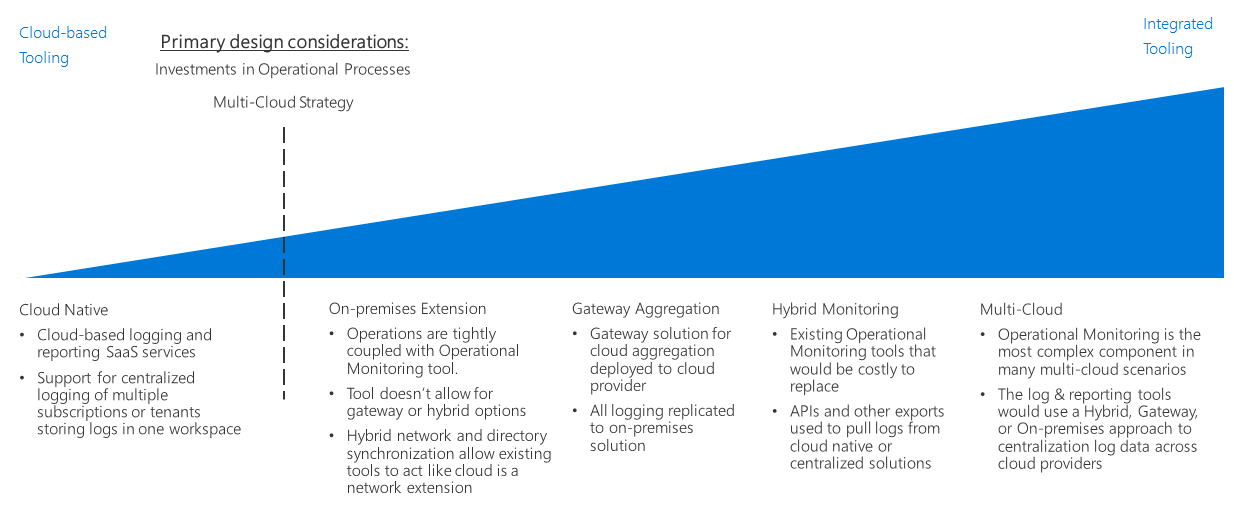 Cloud-based
Tooling
Primary design considerations:
Investments in Operational Processes
Multi-Cloud Strategy
Integrated
Tooling
Cloud Native
• Cloud-based logging and
reporting SaaS services
• Support for centralized
logging of multiple
subscriptions or tenants
storing logs in one workspace
On-premises Extension
• Operations are tightly
coupled with Operational
Monitoring tool.
• Tool doesn't allow for
gateway or hybrid options
• Hybrid network and directory
synchronization allow existing
tools to act like cloud is a
network extension
Gateway Aggregation
• Gateway solution for
cloud aggregation
deployed to cloud
provider
• All logging replicated
to on-premises
solution
Hybrid Monitoring
• Existing Operational
Monitoring tools that
would be costly to
replace
• APIs and other exports
used to pull logs from
cloud native or
centralized solutions
Multi-Cloud
• Operational Monitoring is the
most complex component in
many multi-cloud scenarios
• The log & reporting tools
would use a Hybrid, Gateway,
or On-premises approach to
centralization log data across
cloud providers